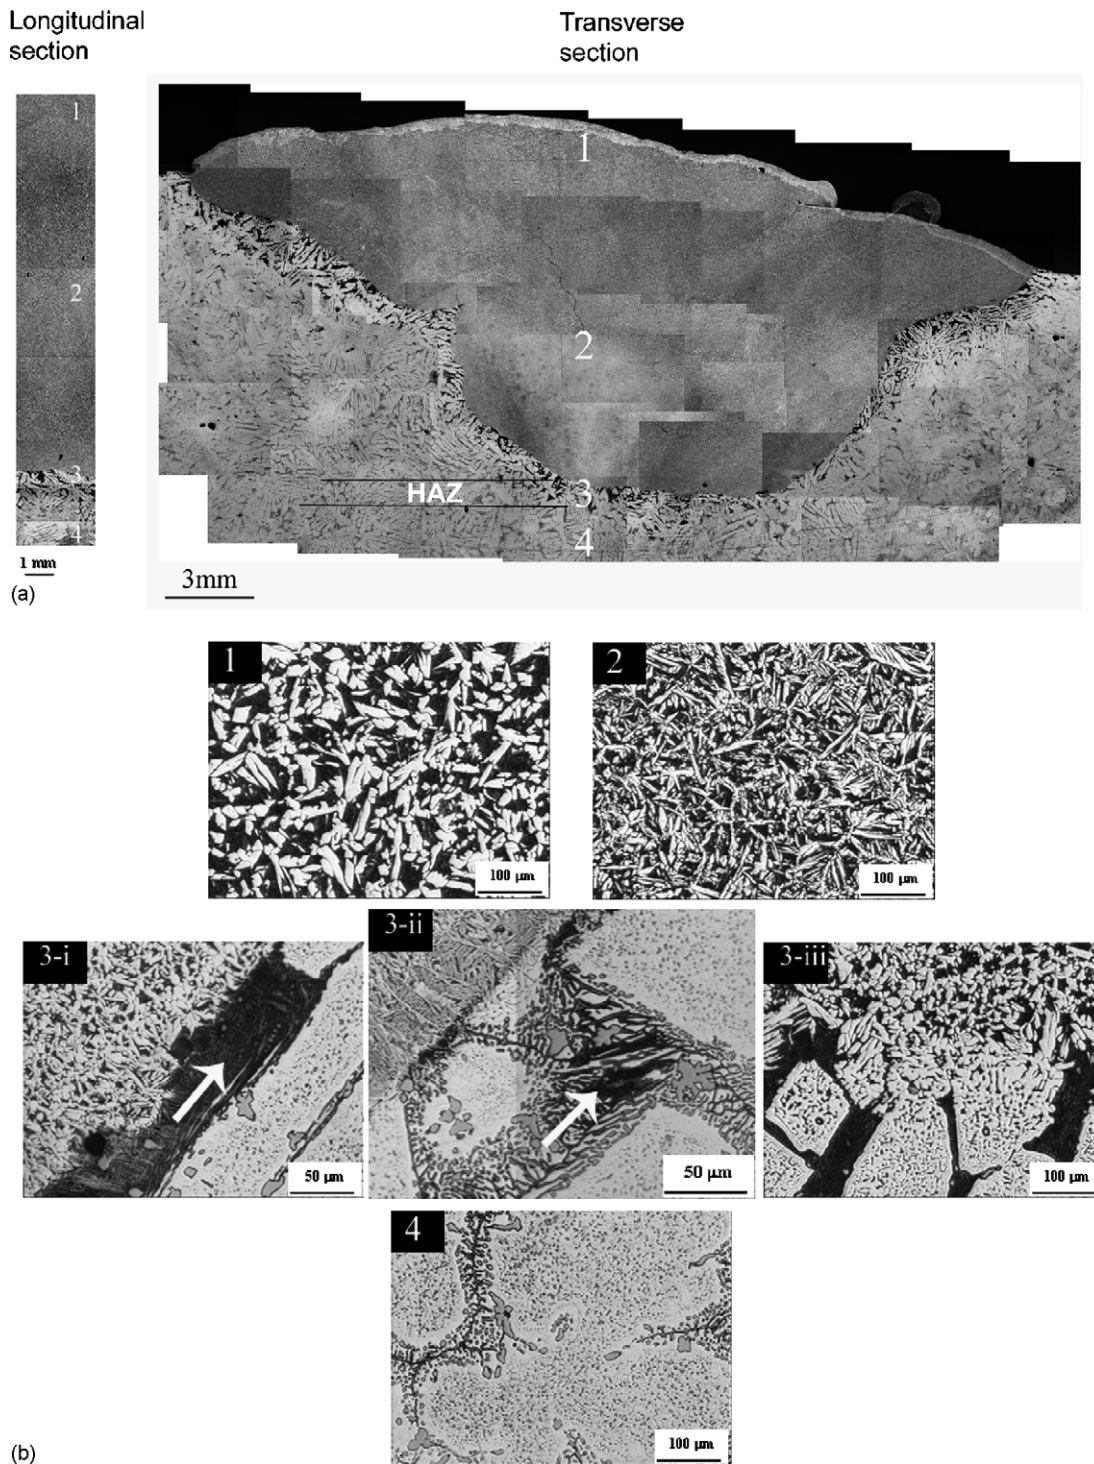 Longitudinal
section
Transverse
section
1
2
3
4
1 mm
(a)
1
2
HAZ
3
4
3mm
1
100 µm
2
100 µm
3-i
50 µm
3-ii
50 µm
3-iii
100 µm
4
100 µm
(b)